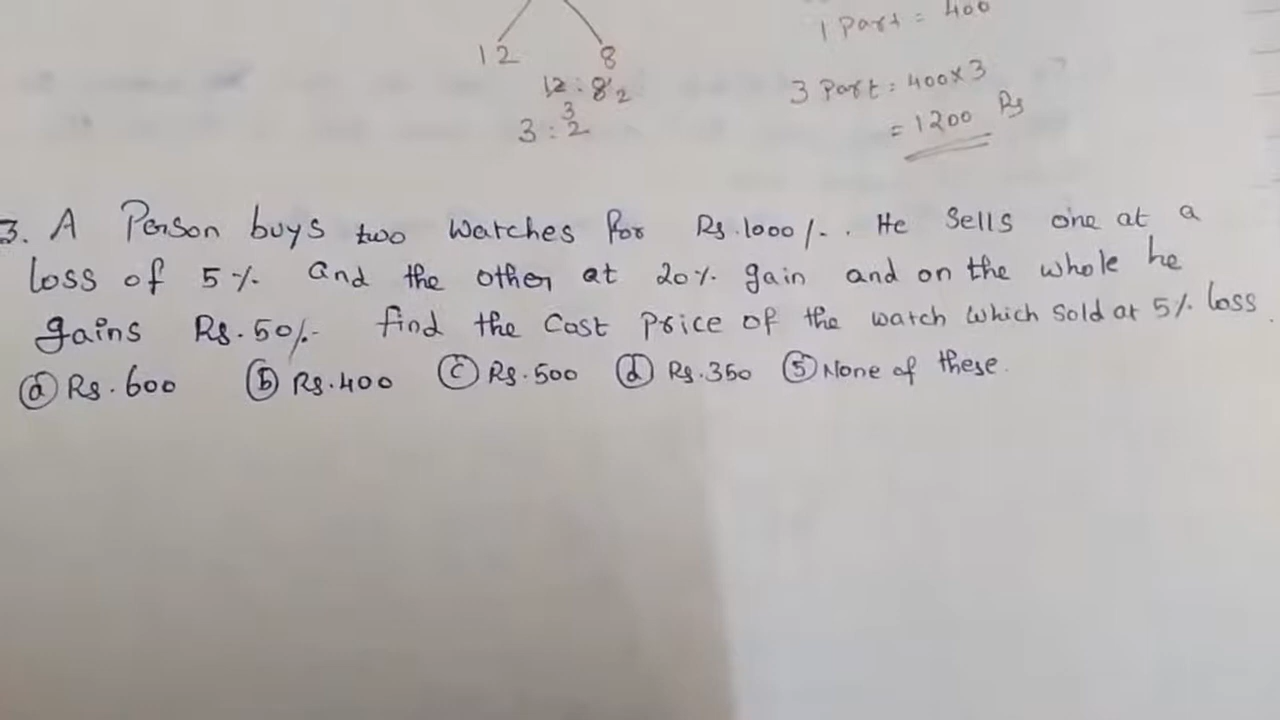 1 Part = 400
12 8
12 : 8 2
3
3 : 2
3 Part = 400×3
= 1200 Rs
3. A Person buys two watches for Rs.1000/-. He sells one at a
loss of 5% and the other at 20% gain and on the whole he
gains Rs.50/- find the Cost Price of the watch which sold at 5% loss.
ⓐ Rs.600 ⓑ Rs.400 ⓒ Rs.500 ⓓ Rs.350 ⑤ None of these.